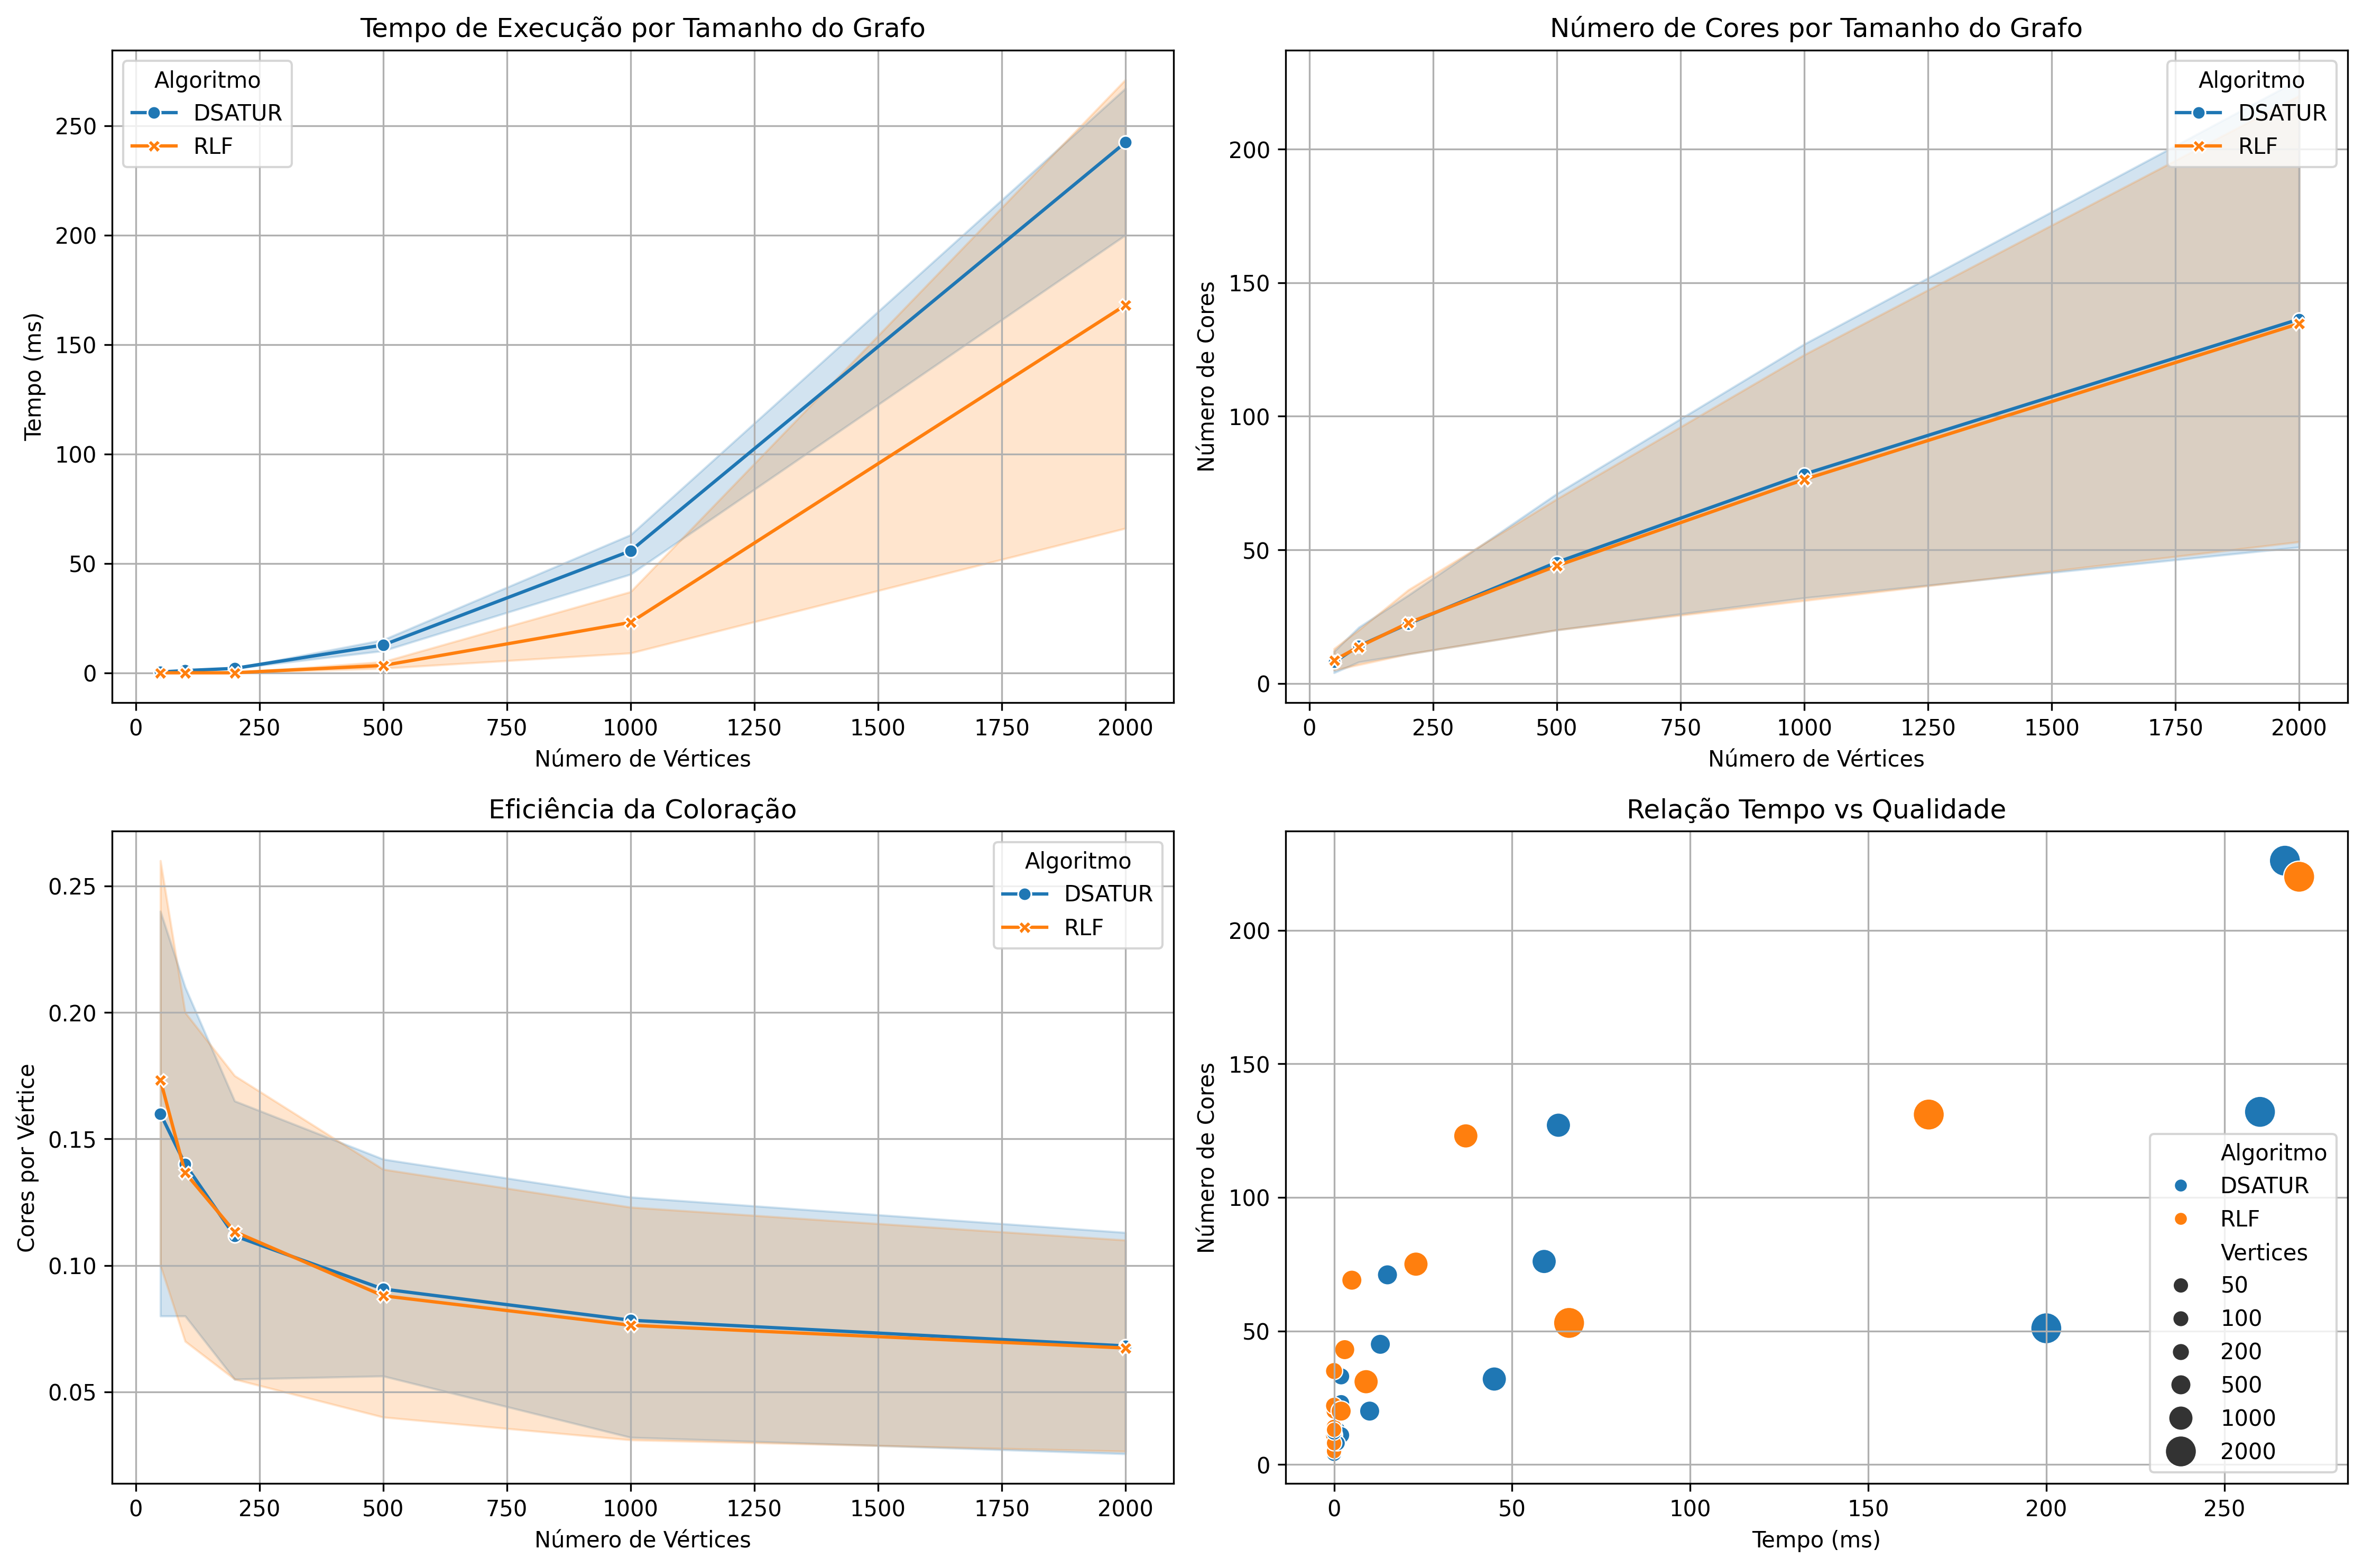 Tempo de Execução por Tamanho do Grafo
Algoritmo
DSATUR
RLF
250
200
150
100
50
0
Tempo (ms)
0 250 500 750 1000 1250 1500 1750 2000
Número de Vértices
Número de Cores por Tamanho do Grafo
Algoritmo
DSATUR
RLF
200
150
100
50
0
Número de Cores
0 250 500 750 1000 1250 1500 1750 2000
Número de Vértices
Eficiência da Coloração
Algoritmo
DSATUR
RLF
0.25
0.20
0.15
0.10
0.05
Cores por Vértice
0 250 500 750 1000 1250 1500 1750 2000
Número de Vértices
Relação Tempo vs Qualidade
200
150
100
50
0
Número de Cores
Algoritmo
DSATUR
RLF
Vertices
50
100
200
500
1000
2000
0 50 100 150 200 250
Tempo (ms)